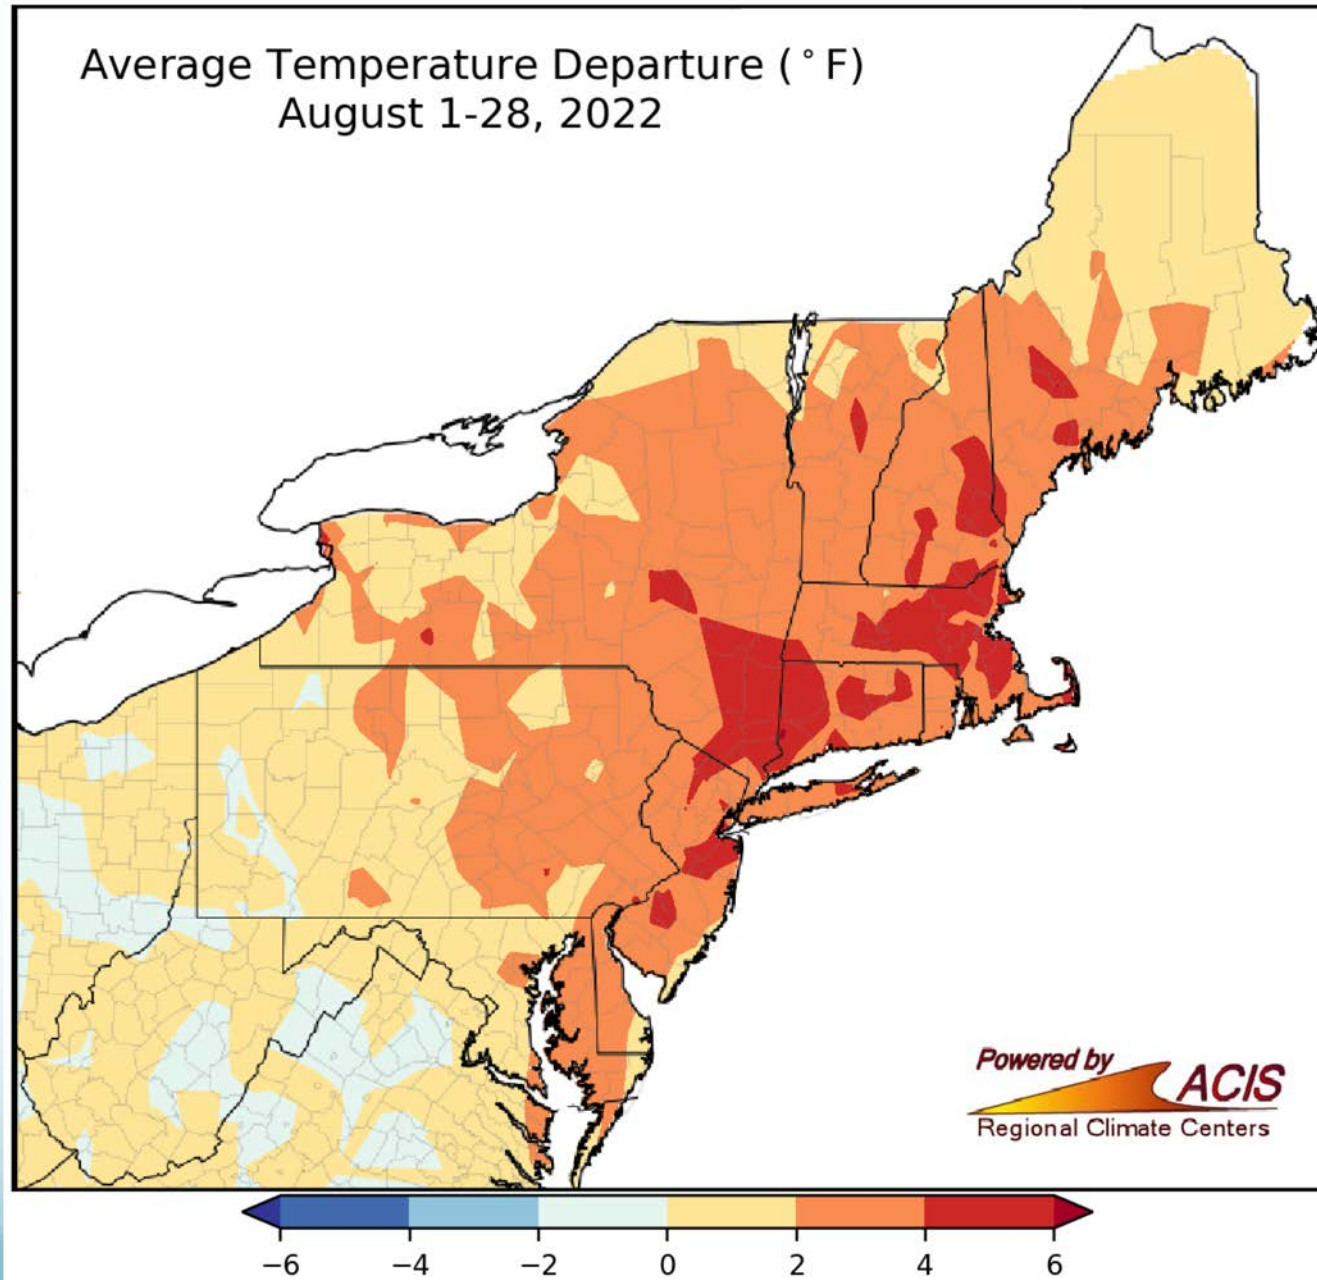 Average Temperature Departure (°F)
August 1-28, 2022
Powered by
ACIS
Regional Climate Centers
−6 −4 −2 0 2 4 6